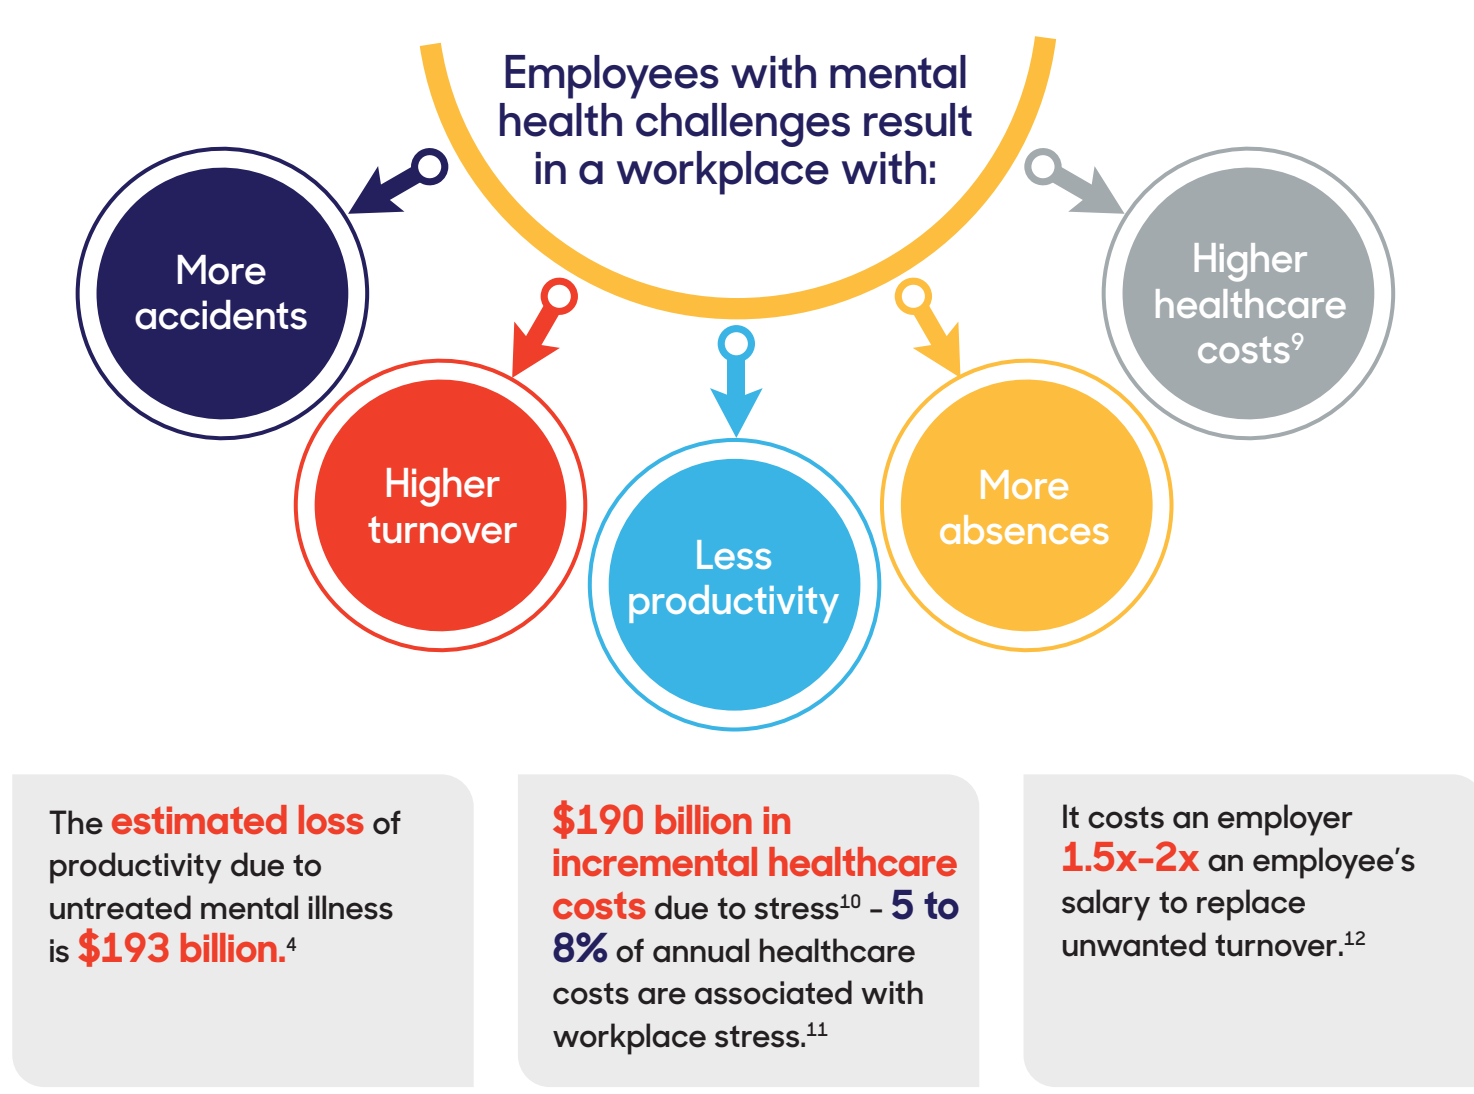 Employees with mental
health challenges result
in a workplace with:
More
accidents
Higher
turnover
Less
productivity
More
absences
Higher
healthcare
costs⁹
The estimated loss of
productivity due to
untreated mental illness
is $193 billion.⁴
$190 billion in
incremental healthcare
costs due to stress¹⁰ - 5 to
8% of annual healthcare
costs are associated with
workplace stress.¹¹
It costs an employer
1.5x-2x an employee’s
salary to replace
unwanted turnover.¹²